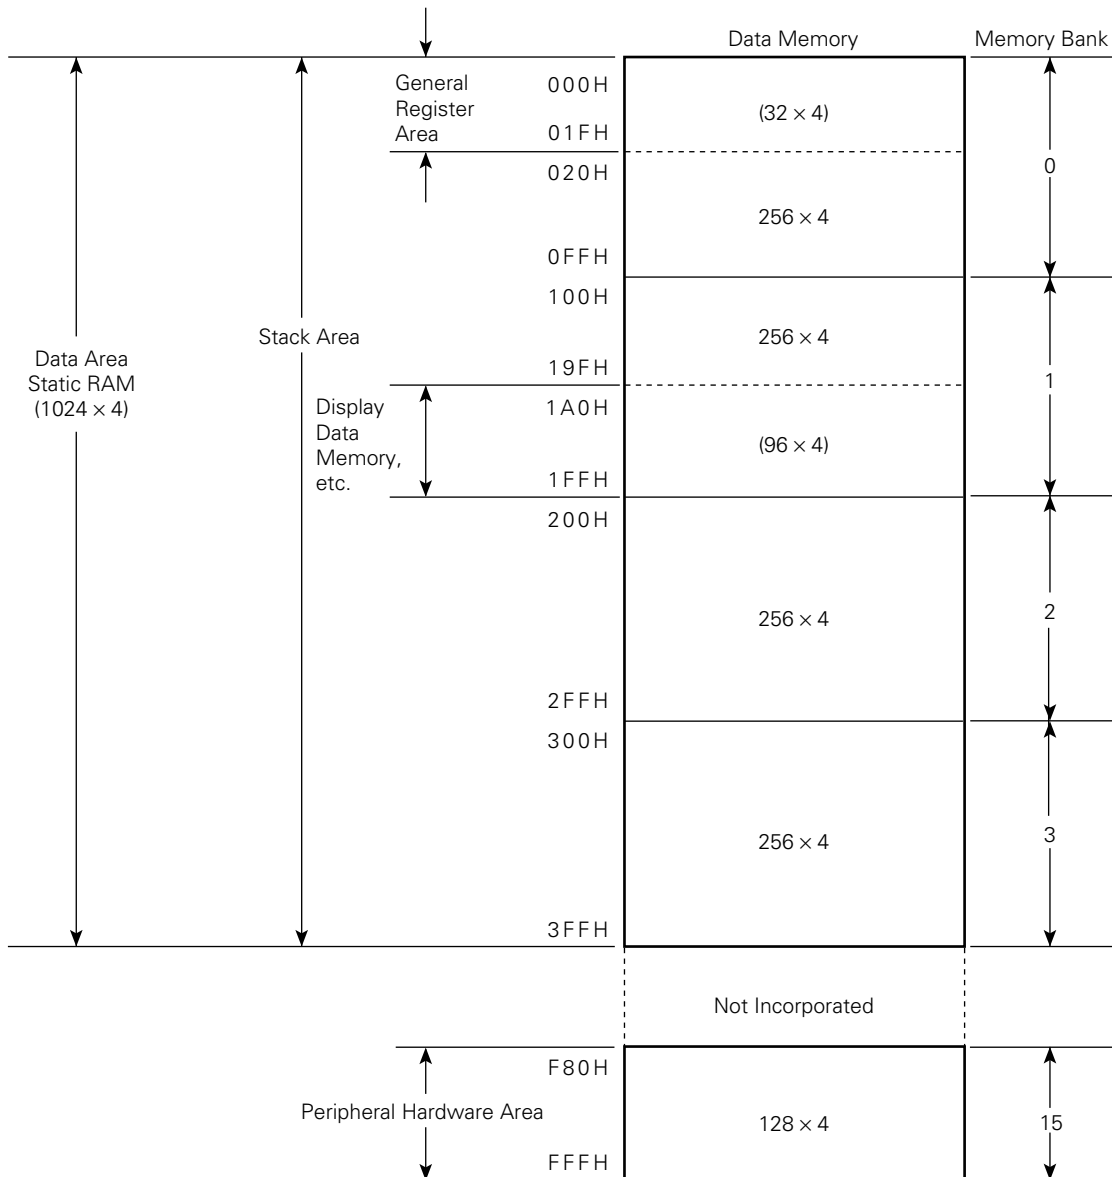 Data Memory
Memory Bank
General
Register
Area
000H
(32 × 4)
01FH
020H
0
256 × 4
0FFH
100H
Stack Area
256 × 4
Data Area
Static RAM
(1024 × 4)
19FH
1
Display
Data
Memory,
etc.
1A0H
(96 × 4)
1FFH
200H
256 × 4
2
2FFH
300H
256 × 4
3
3FFH
Not Incorporated
F80H
Peripheral Hardware Area
128 × 4
15
FFFH